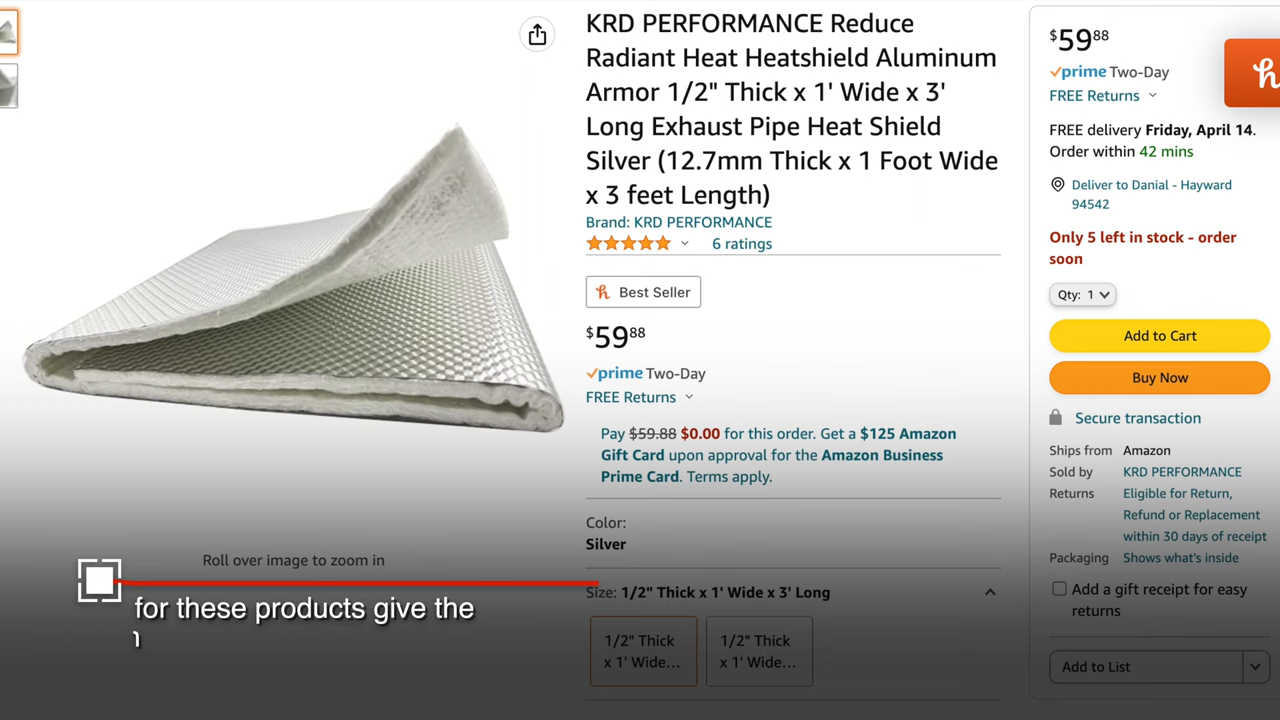 KRD PERFORMANCE Reduce
Radiant Heat Heatshield Aluminum
Armor 1/2" Thick x 1' Wide x 3'
Long Exhaust Pipe Heat Shield
Silver (12.7mm Thick x 1 Foot Wide
x 3 feet Length)
Brand: KRD PERFORMANCE
6 ratings
h Best Seller
$59 88
prime Two-Day
FREE Returns
Pay $59.88 $0.00 for this order. Get a $125 Amazon
Gift Card upon approval for the Amazon Business
Prime Card. Terms apply.
Color:
Silver
Size: 1/2" Thick x 1' Wide x 3' Long
1/2" Thick
x 1' Wide...
1/2" Thick
x 1' Wide...
Roll over image to zoom in
for these products give the
$59 88
prime Two-Day
FREE Returns
h
FREE delivery Friday, April 14.
Order within 42 mins
Deliver to Danial - Hayward
94542
Only 5 left in stock - order
soon
Qty: 1
Add to Cart
Buy Now
Secure transaction
Ships from Amazon
Sold by KRD PERFORMANCE
Returns Eligible for Return,
Refund or Replacement
within 30 days of receipt
Packaging Shows what's inside
Add a gift receipt for easy
returns
Add to List